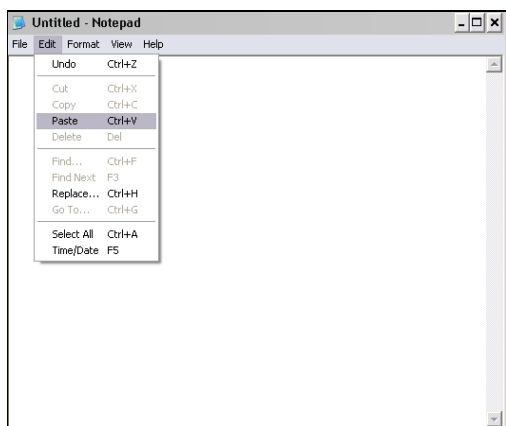 Untitled - Notepad
File Edit Format View Help
Undo Ctrl+Z
Cut Ctrl+X
Copy Ctrl+C
Paste Ctrl+V
Delete Del
Find... Ctrl+F
Find Next F3
Replace... Ctrl+H
Go To... Ctrl+G
Select All Ctrl+A
Time/Date F5